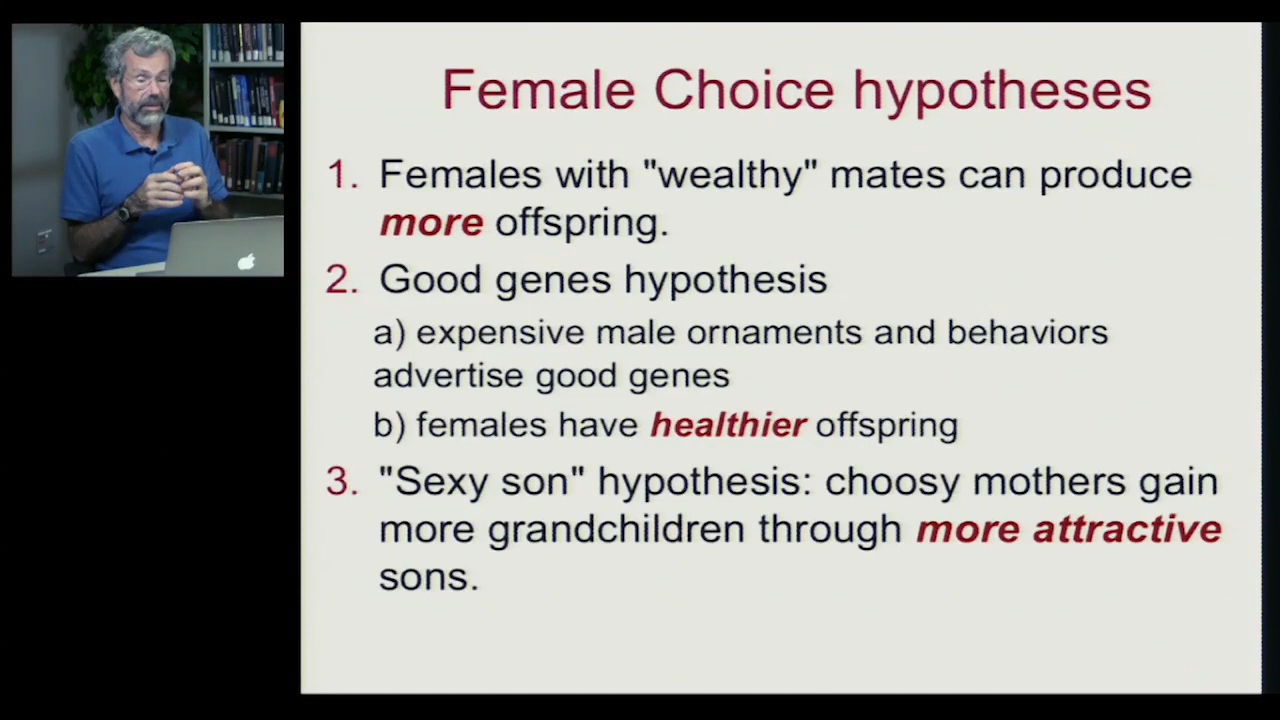 Female Choice hypotheses
1. Females with "wealthy" mates can produce
more offspring.
2. Good genes hypothesis
a) expensive male ornaments and behaviors
advertise good genes
b) females have healthier offspring
3. "Sexy son" hypothesis: choosy mothers gain
more grandchildren through more attractive
sons.